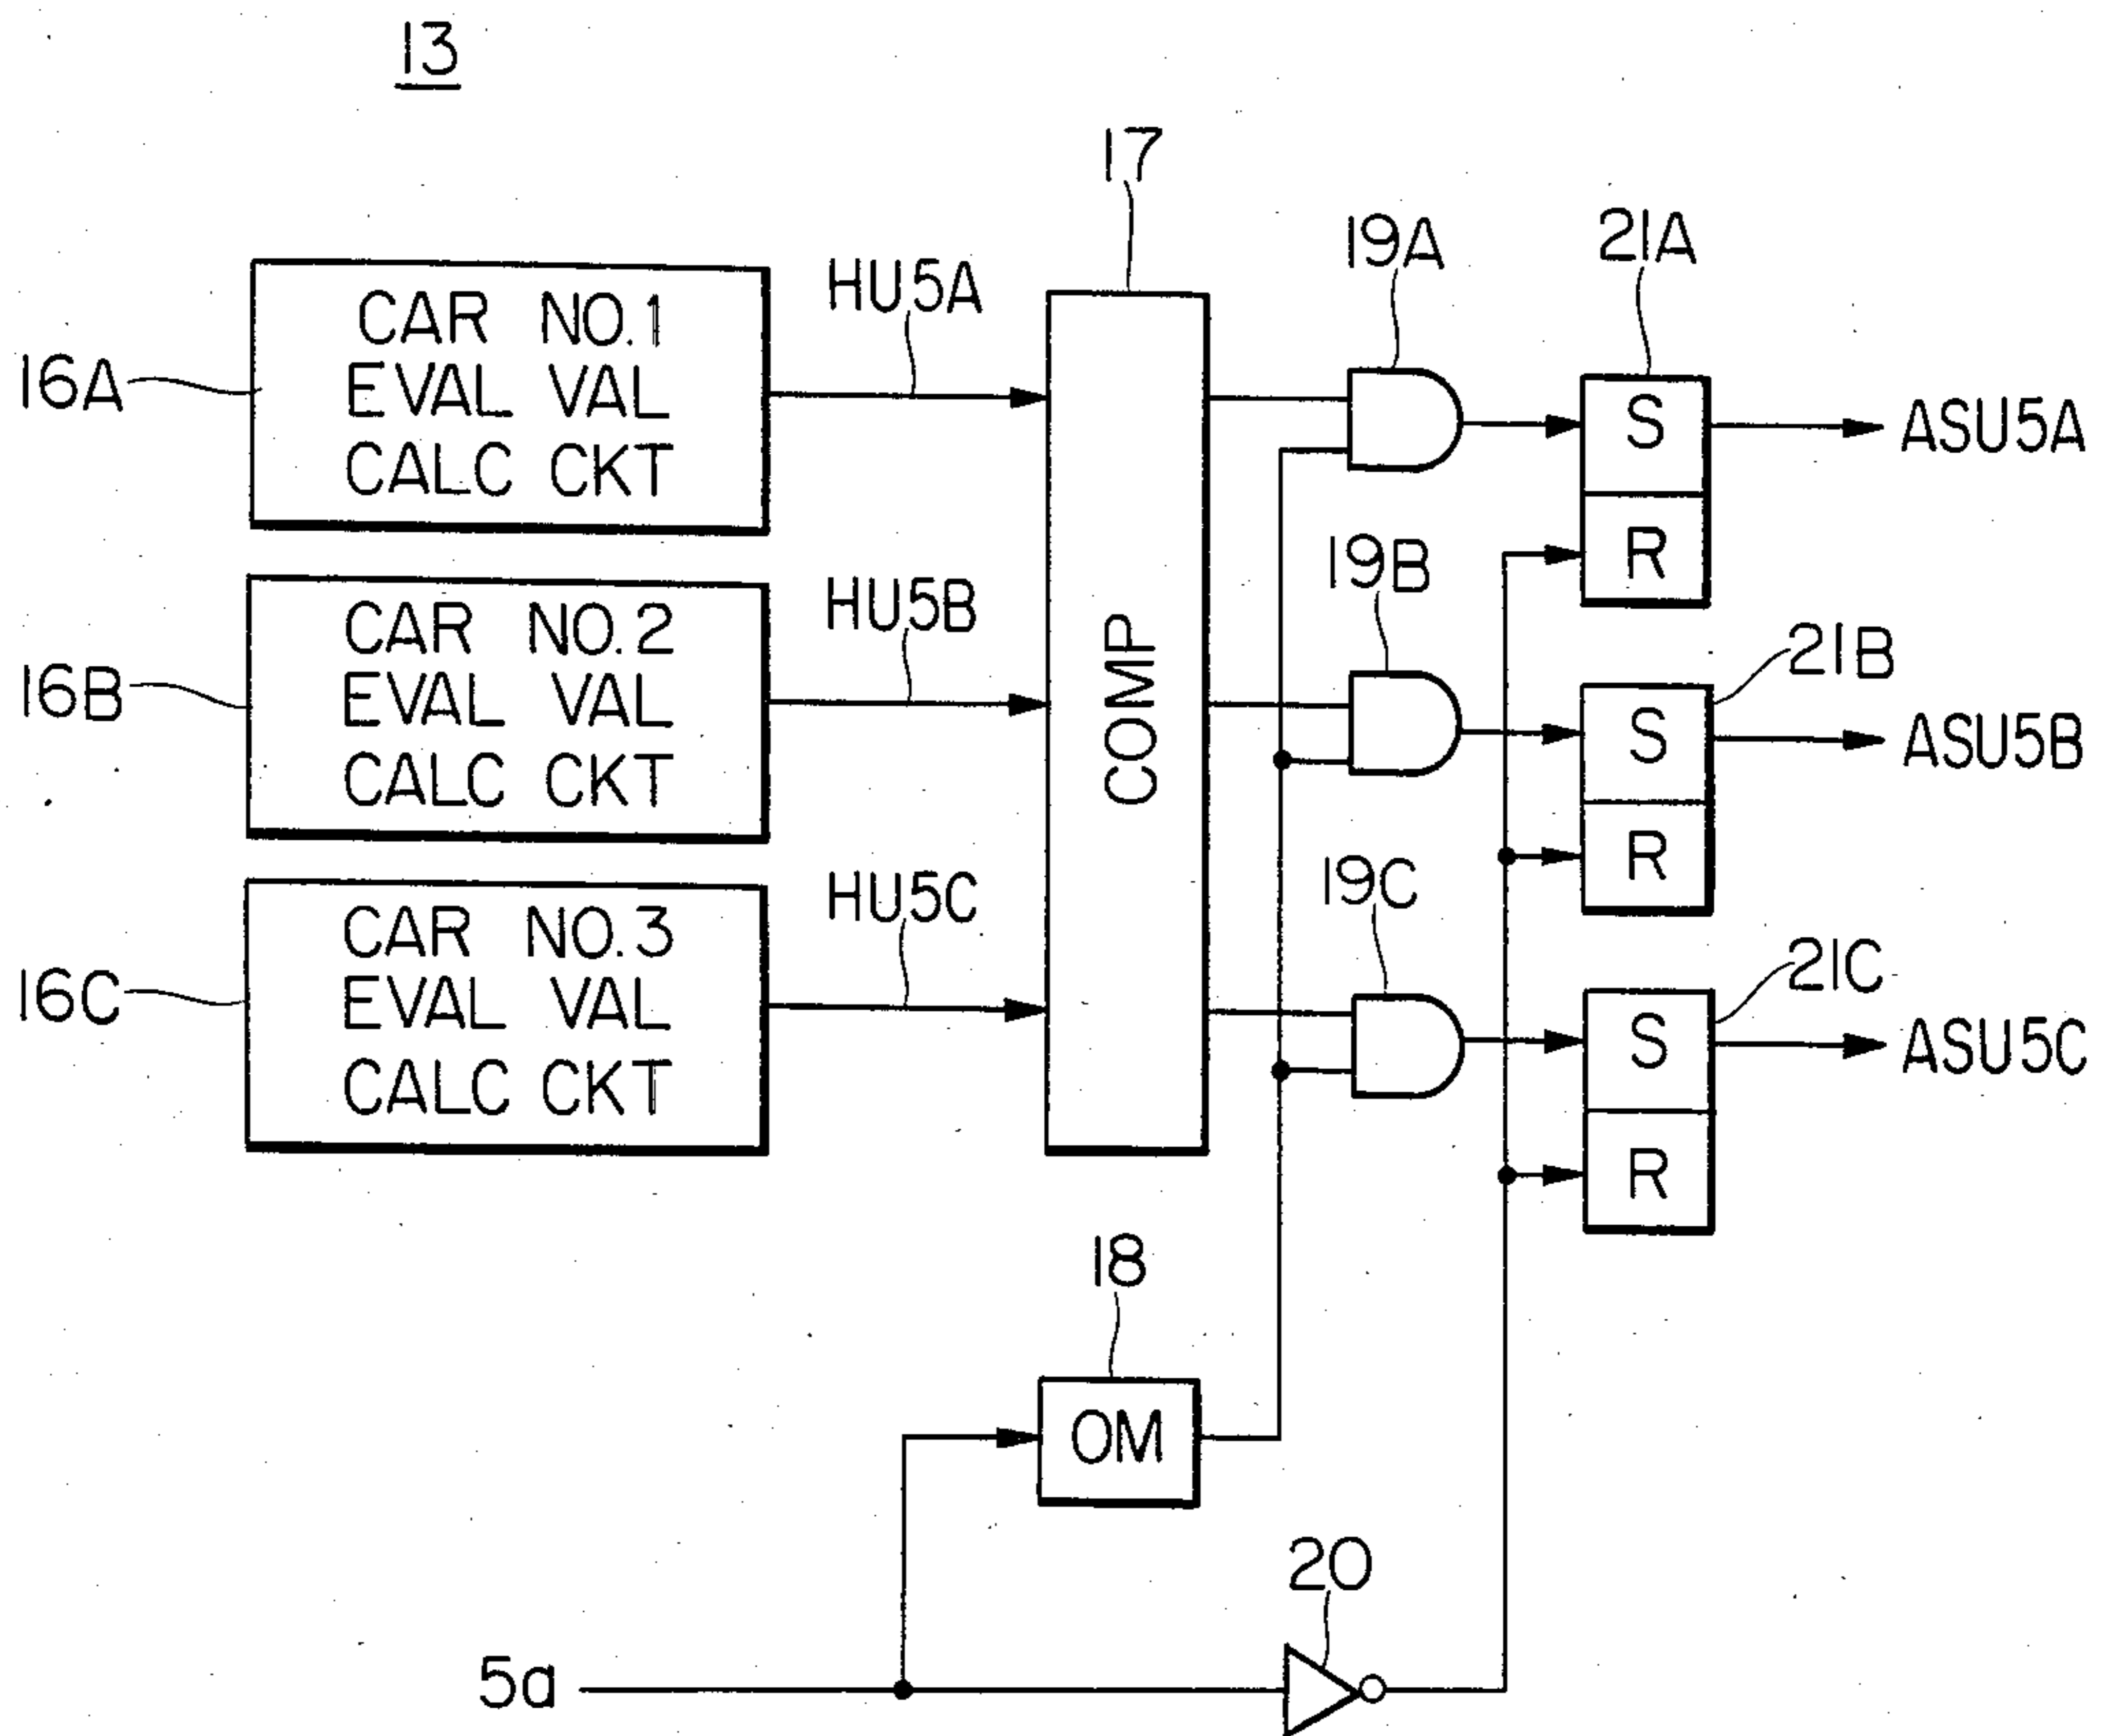 13
17
19A
21A
HU5A
CAR NO.1
EVAL VAL
CALC CKT
16A
S
R
ASU5A
19B
HU5B
CAR NO.2
EVAL VAL
CALC CKT
16B
COMP
21B
S
R
ASU5B
19C
HU5C
CAR NO.3
EVAL VAL
CALC CKT
16C
21C
S
R
ASU5C
18
OM
20
5a